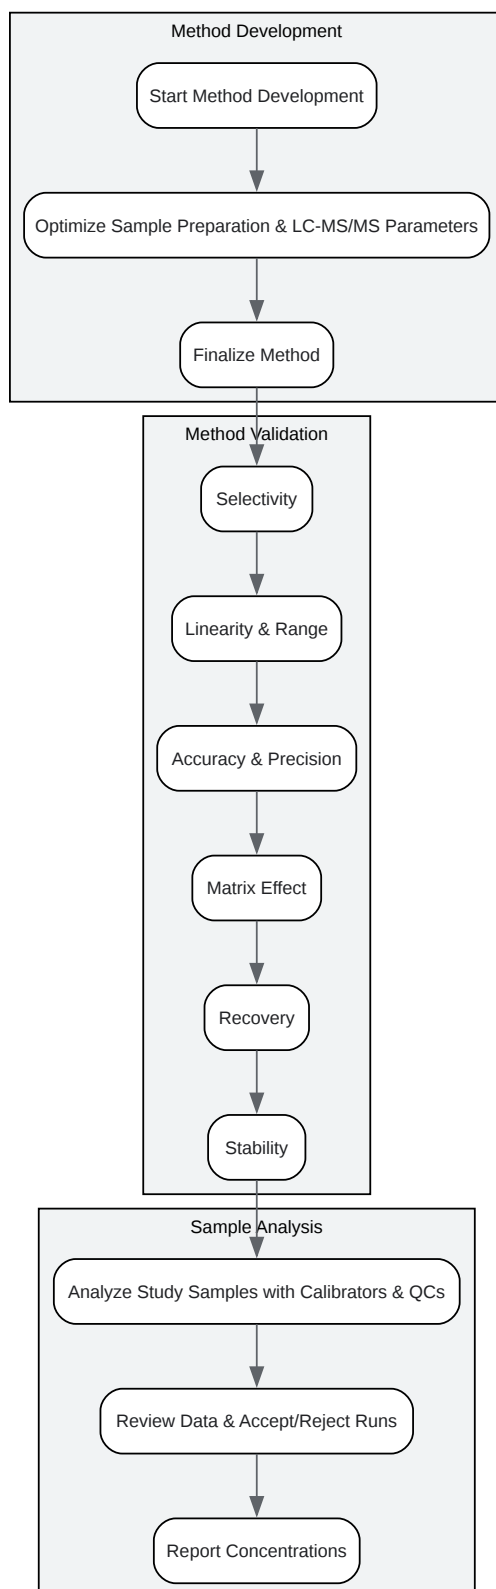 Method Development
Start Method Development
Optimize Sample Preparation & LC-MS/MS Parameters
Finalize Method
Method Validation
Selectivity
Linearity & Range
Accuracy & Precision
Matrix Effect
Recovery
Stability
Sample Analysis
Analyze Study Samples with Calibrators & QCs
Review Data & Accept/Reject Runs
Report Concentrations